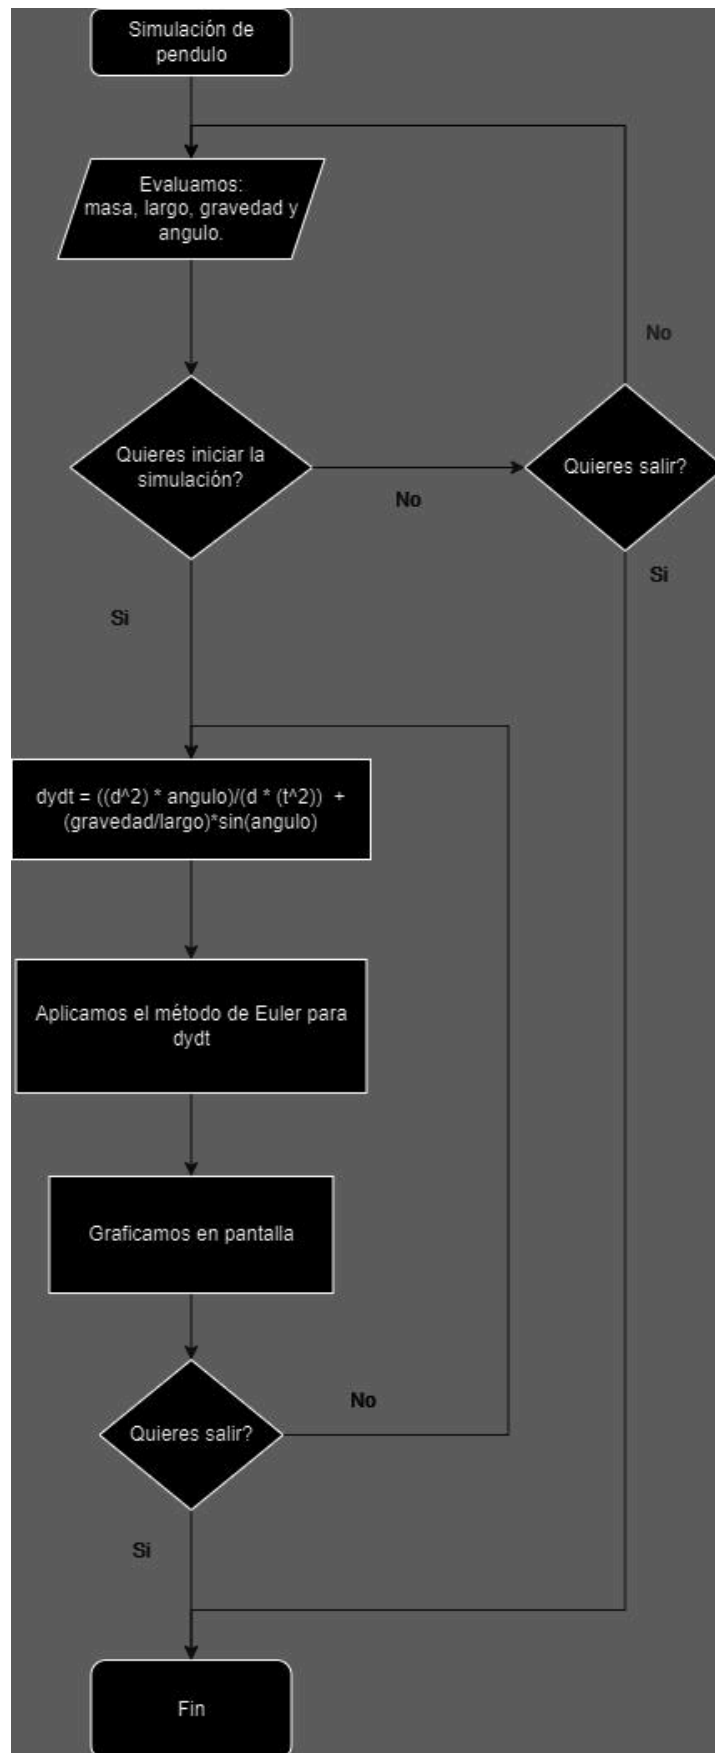 Simulación de
pendulo
Evaluamos:
masa, largo, gravedad y
angulo.
No
Quieres iniciar la
simulación?
Quieres salir?
No
Si
Si
dydt = ((d^2) * angulo)/(d * (t^2))  +
(gravedad/largo)*sin(angulo)
Aplicamos el método de Euler para
dydt
Graficamos en pantalla
No
Quieres salir?
Si
Fin